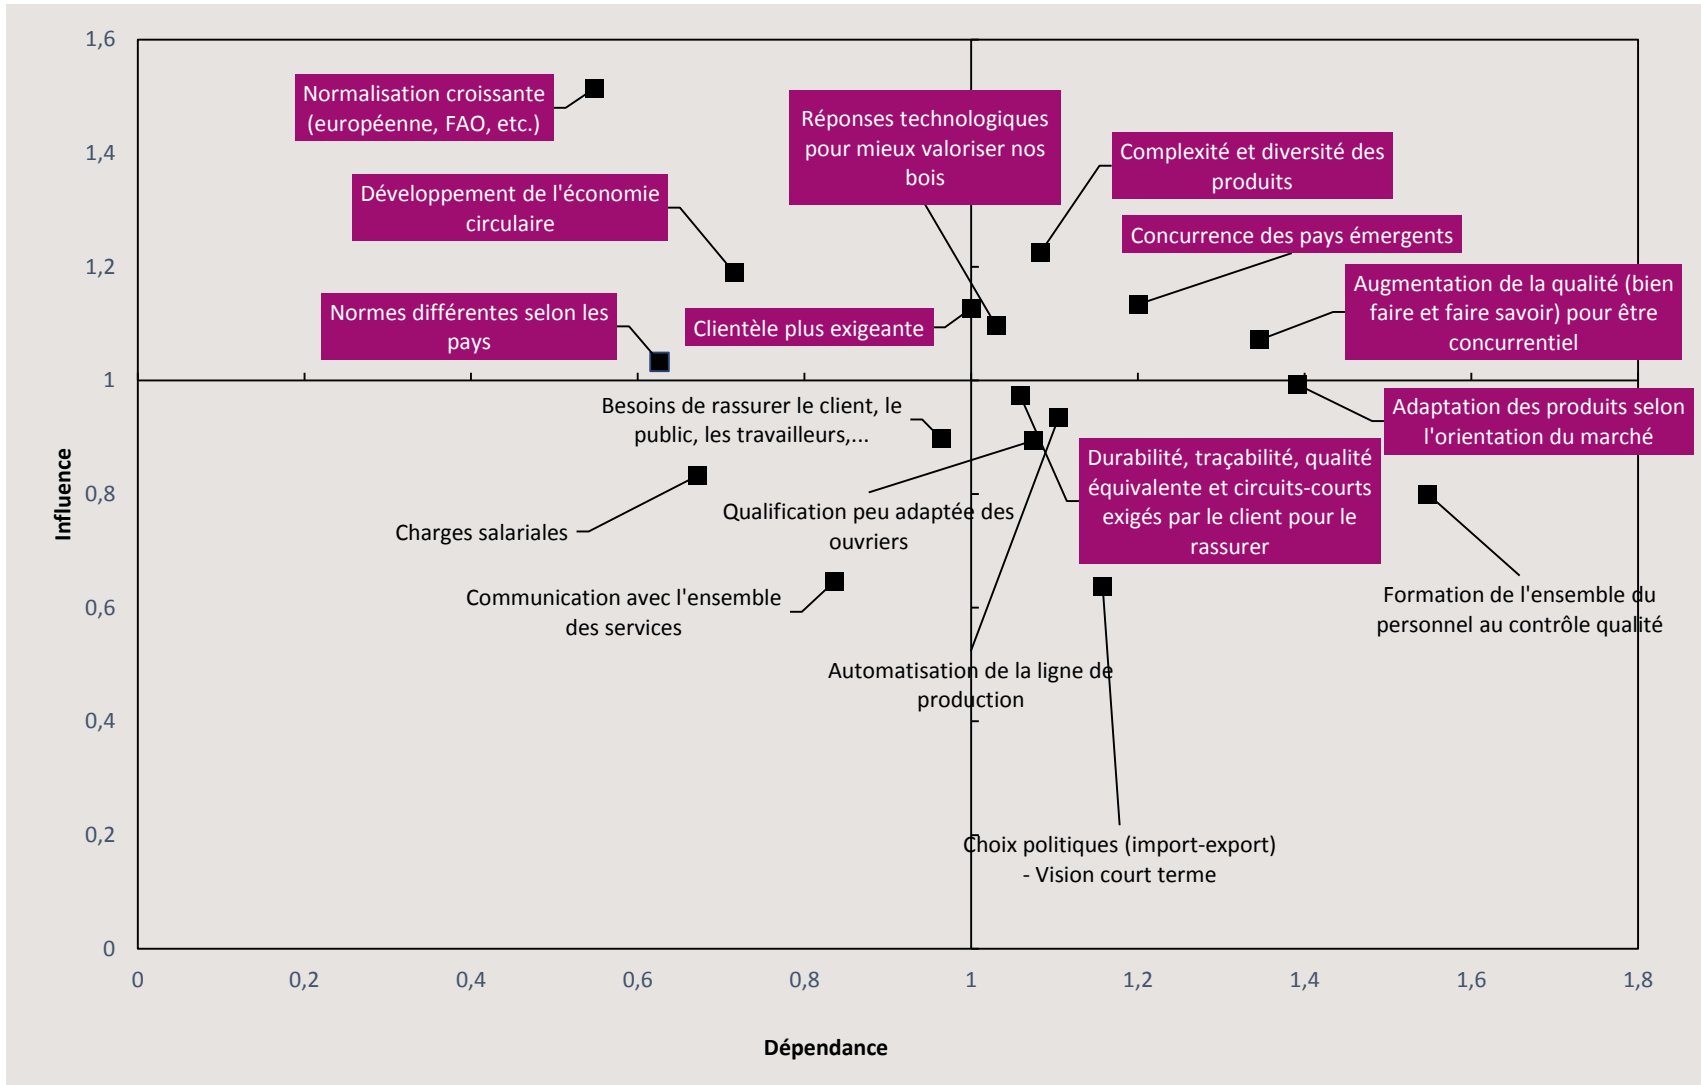 1,6
Normalisation croissante
(européenne, FAO, etc.)
Réponses technologiques
pour mieux valoriser nos
bois
1,4
Complexité et diversité des
produits
Développement de l'économie
circulaire
Concurrence des pays émergents
1,2
Augmentation de la qualité (bien
faire et faire savoir) pour être
concurrentiel
Normes différentes selon les
pays
Clientèle plus exigeante
1
Besoins de rassurer le client, le
public, les travailleurs,...
Adaptation des produits selon
l'orientation du marché
Durabilité, traçabilité, qualité
équivalente et circuits-courts
exigés par le client pour le
rassurer
0,8
Influence
Qualification peu adaptée des
ouvriers
Charges salariales
Communication avec l'ensemble
des services
Formation de l'ensemble du
personnel au contrôle qualité
0,6
Automatisation de la ligne de
production
0,4
0,2
Choix politiques (import-export)
- Vision court terme
0
0
0,2
0,4
0,6
0,8
1
1,2
1,4
1,6
1,8
Dépendance